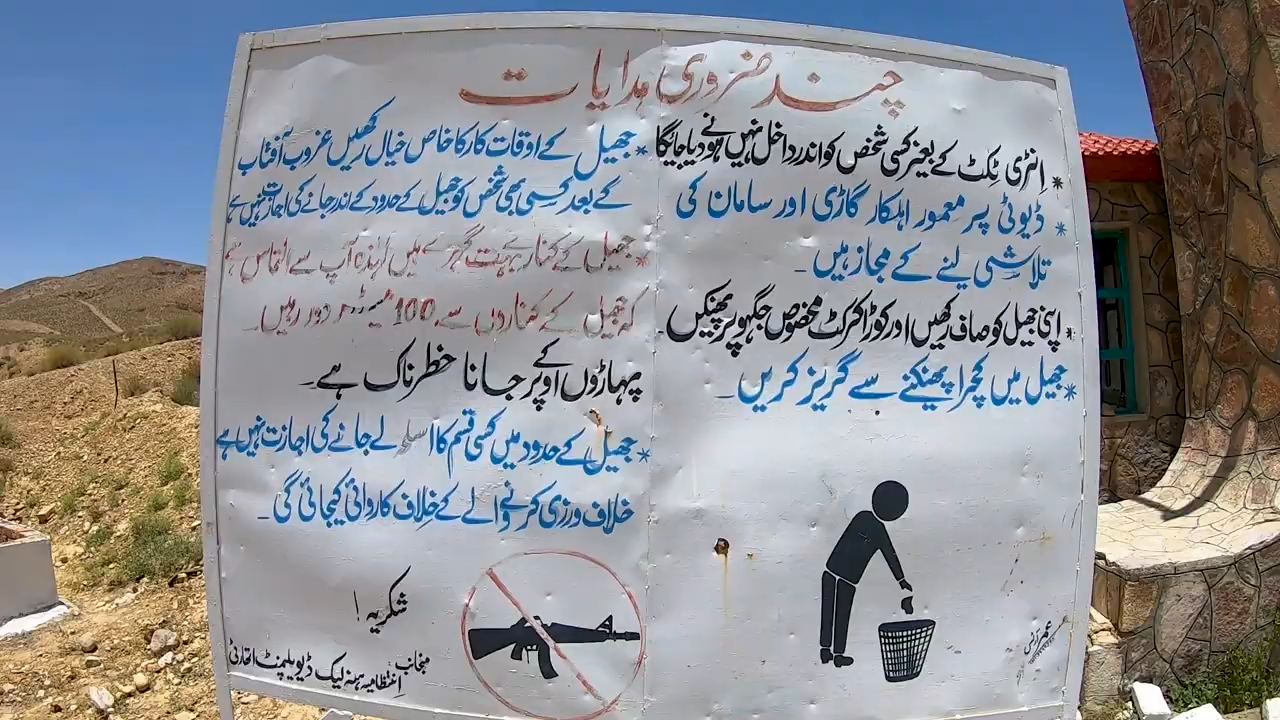 چند ضروری ہدایات
* انٹری ٹکٹ کے بغیر کسی شخص کو اندر داخل نہیں ہونے دیا جائیگا
* ڈیوٹی پر معمور اہلکار گاڑی اور سامان کی
تلاشی لینے کے مجاز ہیں۔
* اپنی جھیل کو صاف رکھیں اور کوڑا کرکٹ مخصوص جگہوں پر پھینکیں۔
* جھیل میں کچرا پھینکنے سے گریز کریں۔
* جھیل کے اوقات کار کا خاص خیال رکھیں غروب آفتاب
کے بعد کسی بھی شخص کو جھیل کے حدود کے اندر جانے کی اجازت نہیں ہے
* جھیل کے کنارے بہت گہرے ہیں لہٰذا آپ سے التماس ہے
کہ جھیل کے کناروں سے 100 میٹر دور رہیں۔
پہاڑوں کے اوپر جانا خطرناک ہے۔
* جھیل کے حدود میں کسی قسم کا اسلحہ لے جانے کی اجازت نہیں ہے
خلاف ورزی کرنے والے کے خلاف کاروائی کیجائی گی۔
شکریہ!
منجانب
انتظامیہ ہنہ لیک ڈیویلپمنٹ اتھارٹی